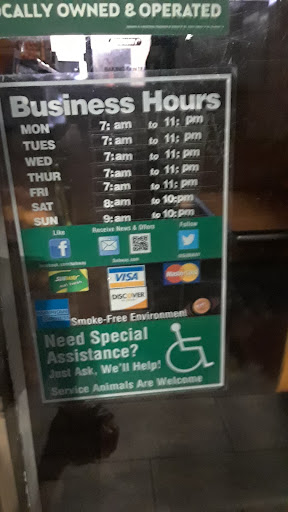 OCALLY OWNED & OPERATED
Business Hours
MON 7: am to 11: pm
TUES 7: am to 11: pm
WED 7: am to 11: pm
THUR 7: am to 11: pm
FRI 7: am to 11: pm
SAT 8:am to 10:pm
SUN 9:am to 10:pm
Like Receive News & Offers Follow
SUBWAY
VISA
MasterCard
DISCOVER
Smoke-Free Environment
Need Special
Assistance?
Just Ask, We'll Help!
Service Animals Are Welcome